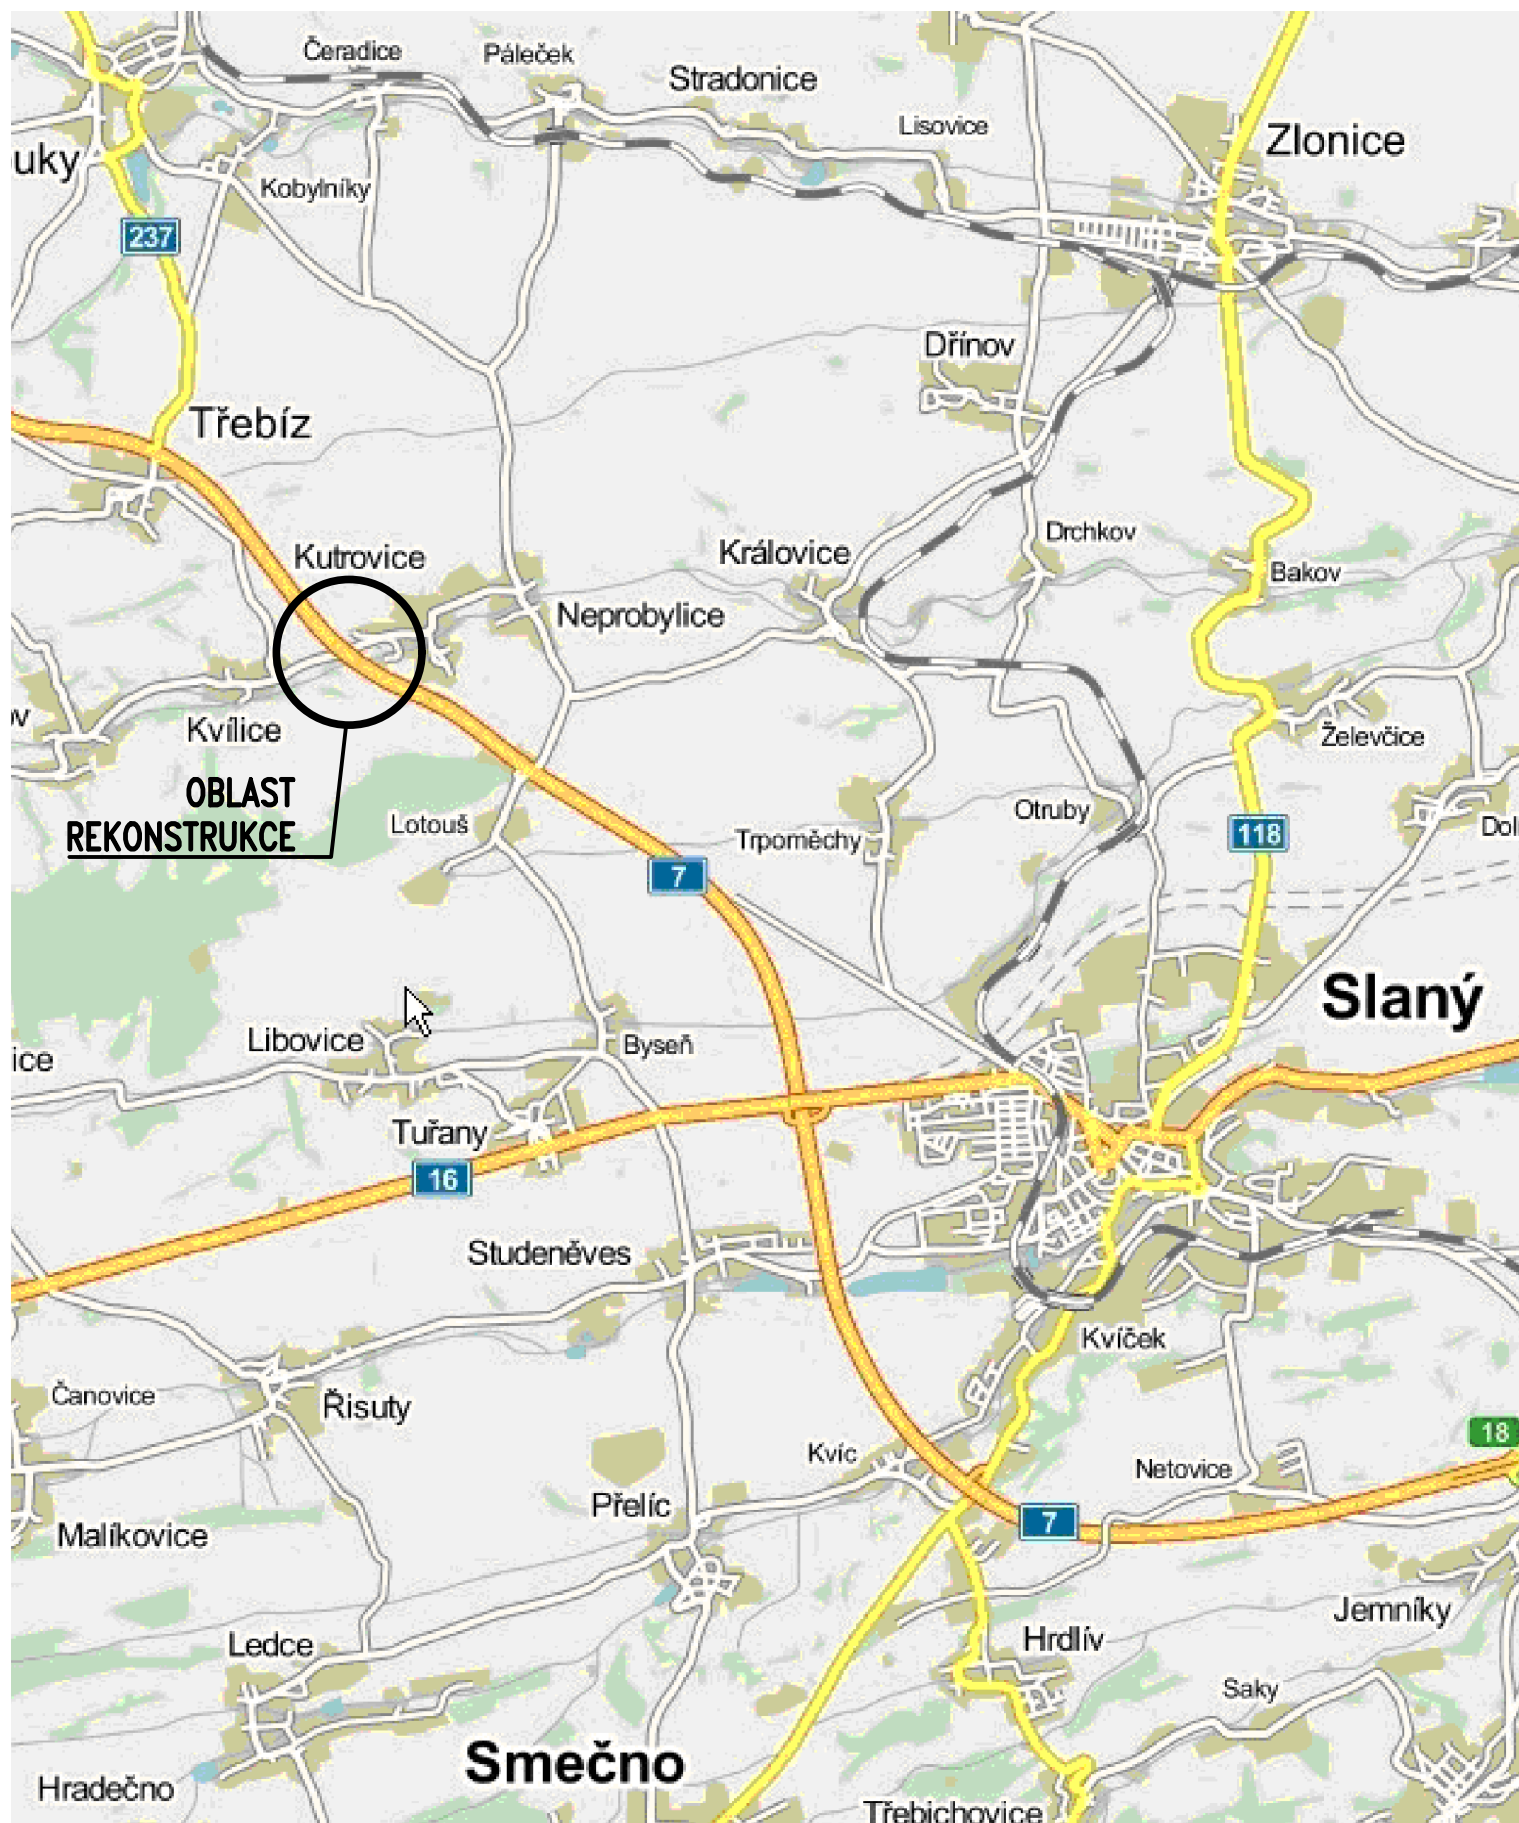 Čeradice
Páleček
Stradonice
Lisovice
Zlonice
uky
Kobylníky
237
Dřínov
Třebíz
Drchkov
Kutrovice
Královice
Bakov
Neprobylice
Kvílice
Želevčice
OBLAST
REKONSTRUKCE
Lotouš
Otruby
Trpoměchy
118
Dol
7
Slaný
Libovice
Byseň
ice
Tuřany
16
Studeněves
Kvíček
Čanovice
Řisuty
18
Kvíc
Netovice
Přelíc
7
Malíkovice
Jemníky
Ledce
Hrdlív
Saky
Smečno
Hradečno
Třebichovice